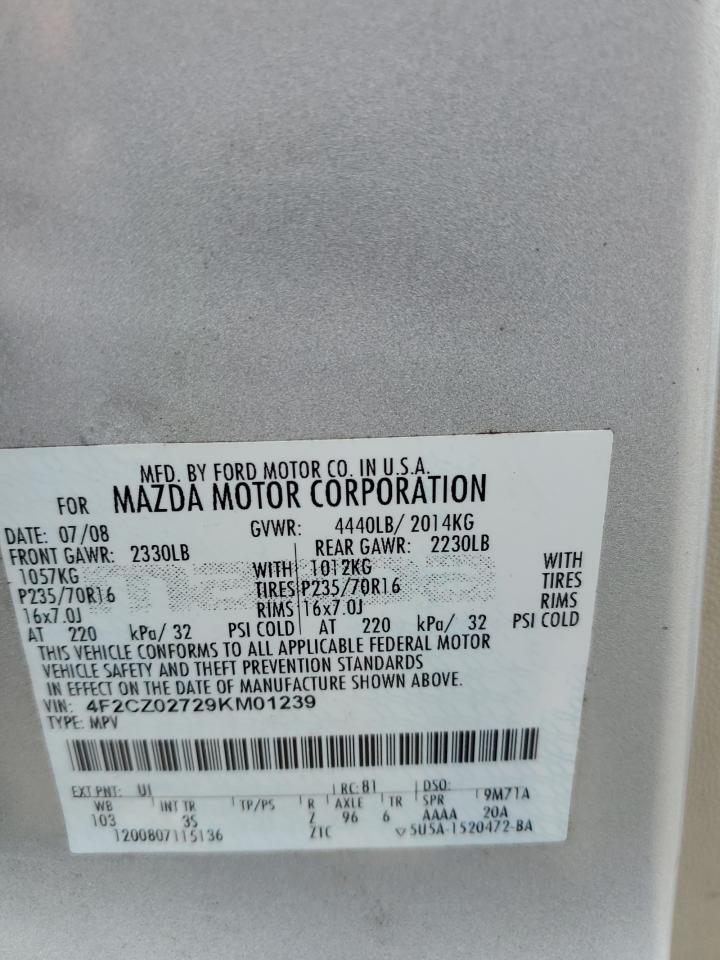 MFD. BY FORD MOTOR CO. IN U.S.A.
FOR MAZDA MOTOR CORPORATION
DATE: 07/08 GVWR: 4440LB/ 2014KG
FRONT GAWR: 2330LB REAR GAWR: 2230LB
1057KG WITH 1012KG WITH
P235/70R16 TIRES P235/70R16 TIRES
16x7.0J RIMS 16x7.0J RIMS
AT 220 kPa/ 32 PSI COLD AT 220 kPa/ 32 PSI COLD
THIS VEHICLE CONFORMS TO ALL APPLICABLE FEDERAL MOTOR
VEHICLE SAFETY AND THEFT PREVENTION STANDARDS
IN EFFECT ON THE DATE OF MANUFACTURE SHOWN ABOVE.
VIN: 4F2CZ02729KM01239
TYPE: MPV
EXT PNT: UI RC: 81 DSO: 9M71A
WB INT TR TP/PS R AXLE TR SPR
103 3S 2 96 6 AAAA 20A
1200807115136 ZTC 5U5A-1520472-BA